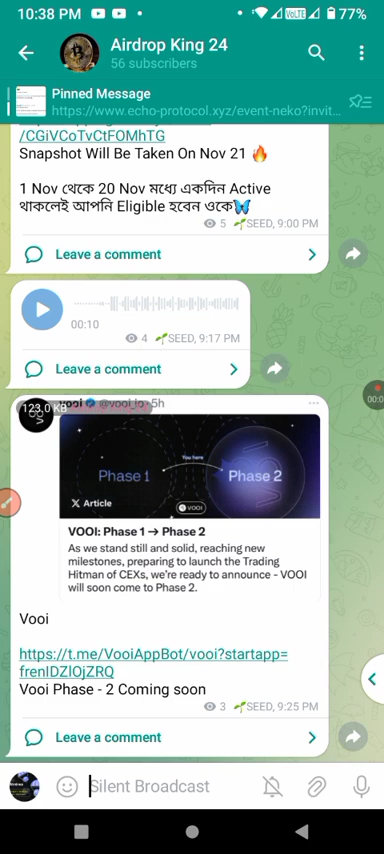 10:38 PM
VoLTE
77%
Airdrop King 24
56 subscribers
Pinned Message
https://www.echo-protocol.xyz/event-neko?invit...
/CGiVCoTvCtFOMhTG
Snapshot Will Be Taken On Nov 21 🔥
1 Nov থেকে 20 Nov মধ্যে একদিন Active
থাকলেই আপনি Eligible হবেন ওকে🦋
5 🌱SEED, 9:00 PM
Leave a comment
00:10
4 🌱SEED, 9:17 PM
Leave a comment
123,0 KB
vooi @vooi_io · 5h
Phase 1
You here
Phase 2
X Article
VOOI
VOOI: Phase 1 → Phase 2
As we stand still and solid, reaching new
milestones, preparing to launch the Trading
Hitman of CEXs, we're ready to announce - VOOI
will soon come to Phase 2.
Vooi
https://t.me/VooiAppBot/vooi?startapp=
frenlDZlOjZRQ
Vooi Phase - 2 Coming soon
3 🌱SEED, 9:25 PM
Leave a comment
Silent Broadcast